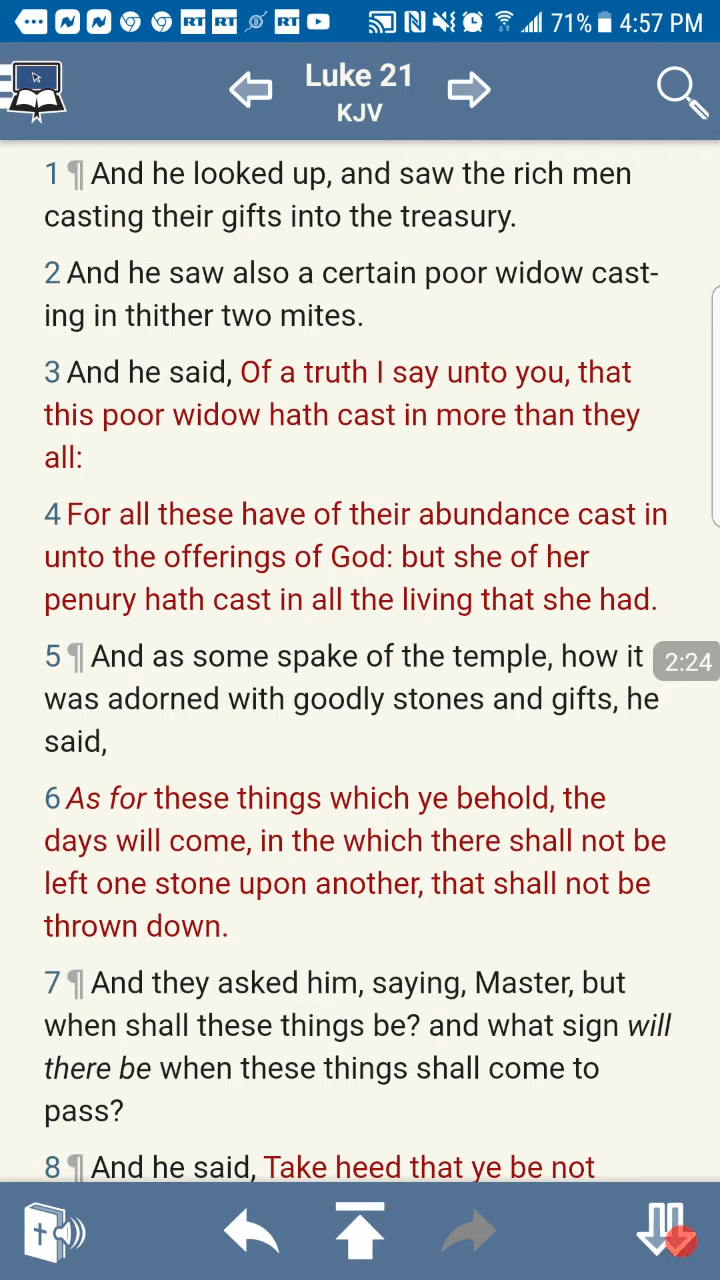 RT RT RT 71% 4:57 PM
Luke 21
KJV
1 ¶ And he looked up, and saw the rich men
casting their gifts into the treasury.
2 And he saw also a certain poor widow cast-
ing in thither two mites.
3 And he said, Of a truth I say unto you, that
this poor widow hath cast in more than they
all:
4 For all these have of their abundance cast in
unto the offerings of God: but she of her
penury hath cast in all the living that she had.
5 ¶ And as some spake of the temple, how it
2:24
was adorned with goodly stones and gifts, he
said,
6 As for these things which ye behold, the
days will come, in the which there shall not be
left one stone upon another, that shall not be
thrown down.
7 ¶ And they asked him, saying, Master, but
when shall these things be? and what sign will
there be when these things shall come to
pass?
8 ¶ And he said, Take heed that ye be not